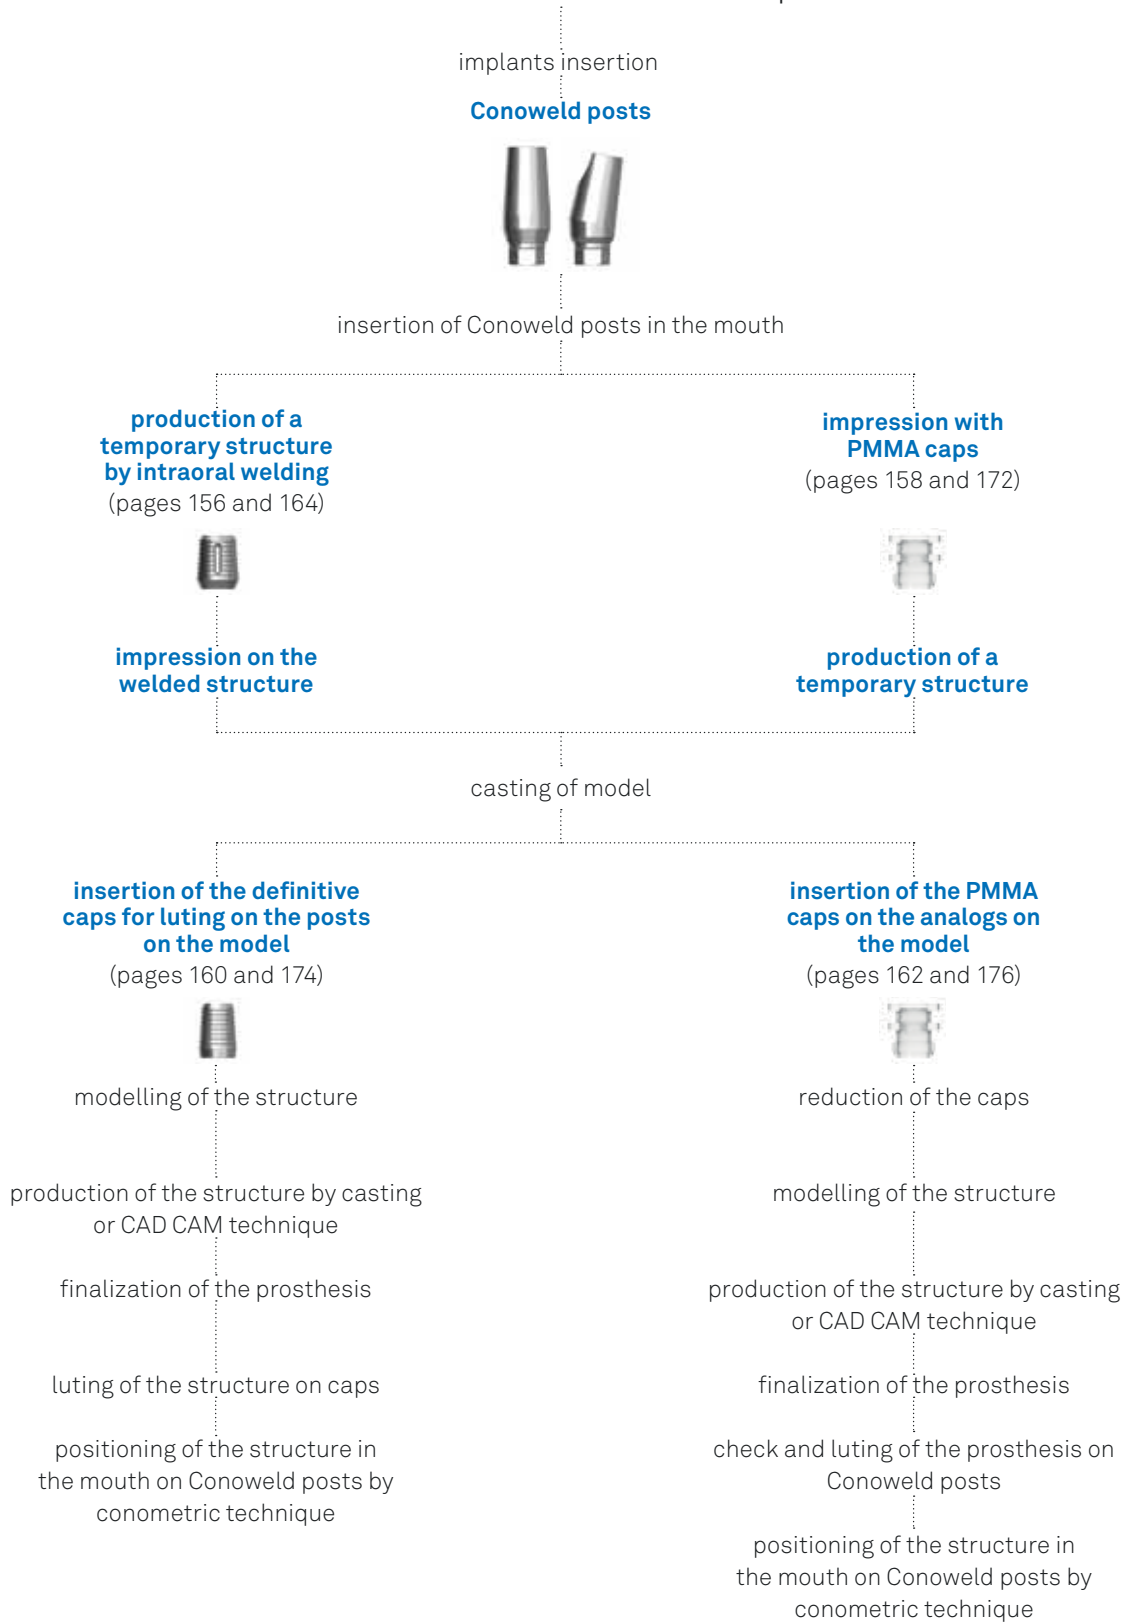 implants insertion
Conoweld posts
insertion of Conoweld posts in the mouth
production of a
temporary structure
by intraoral welding
(pages 156 and 164)
impression with
PMMA caps
(pages 158 and 172)
impression on the
welded structure
production of a
temporary structure
casting of model
insertion of the definitive
caps for luting on the posts
on the model
(pages 160 and 174)
modelling of the structure
production of the structure by casting
or CAD CAM technique
finalization of the prosthesis
luting of the structure on caps
positioning of the structure in
the mouth on Conoweld posts by
conometric technique
insertion of the PMMA
caps on the analogs on
the model
(pages 162 and 176)
reduction of the caps
modelling of the structure
production of the structure by casting
or CAD CAM technique
finalization of the prosthesis
check and luting of the prosthesis on
Conoweld posts
positioning of the structure in
the mouth on Conoweld posts by
conometric technique